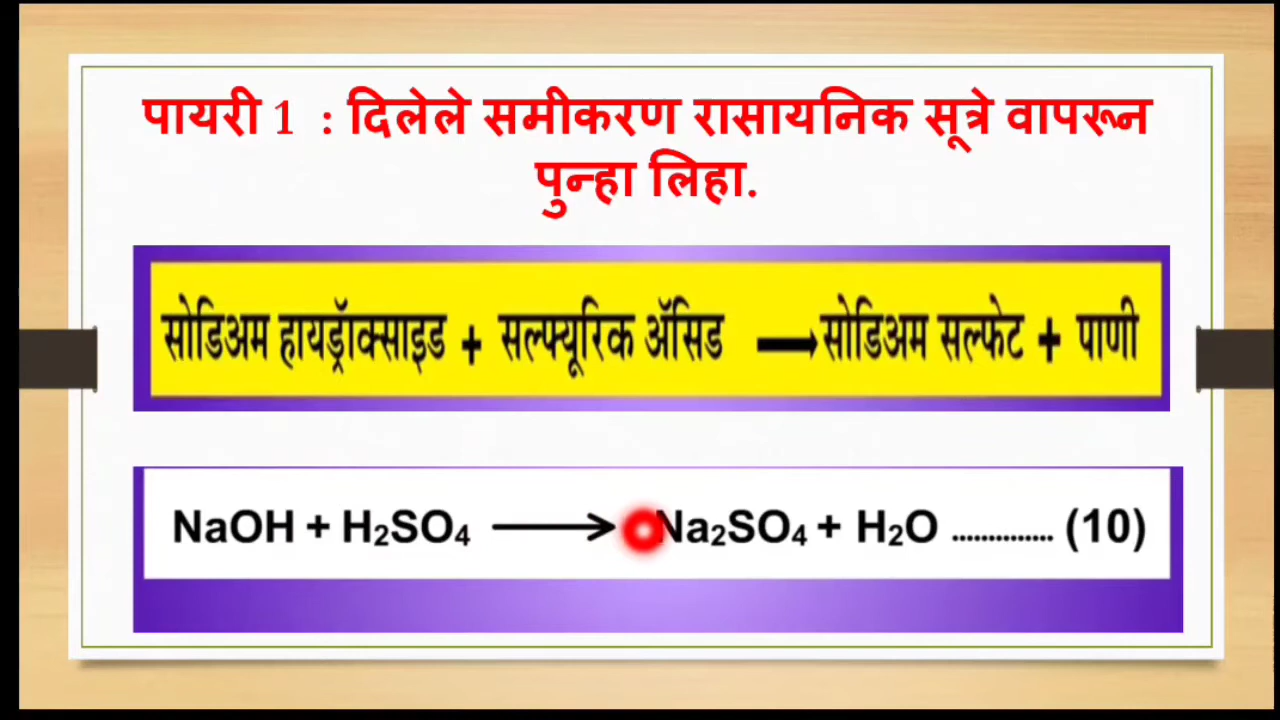 पायरी 1 : दिलेले समीकरण रासायनिक सूत्रे वापरून
पुन्हा लिहा.
सोडिअम हायड्रॉक्साइड + सल्फ्यूरिक ॲसिड ⟶ सोडिअम सल्फेट + पाणी
NaOH + H₂SO₄ ⟶ Na₂SO₄ + H₂O .............. (10)